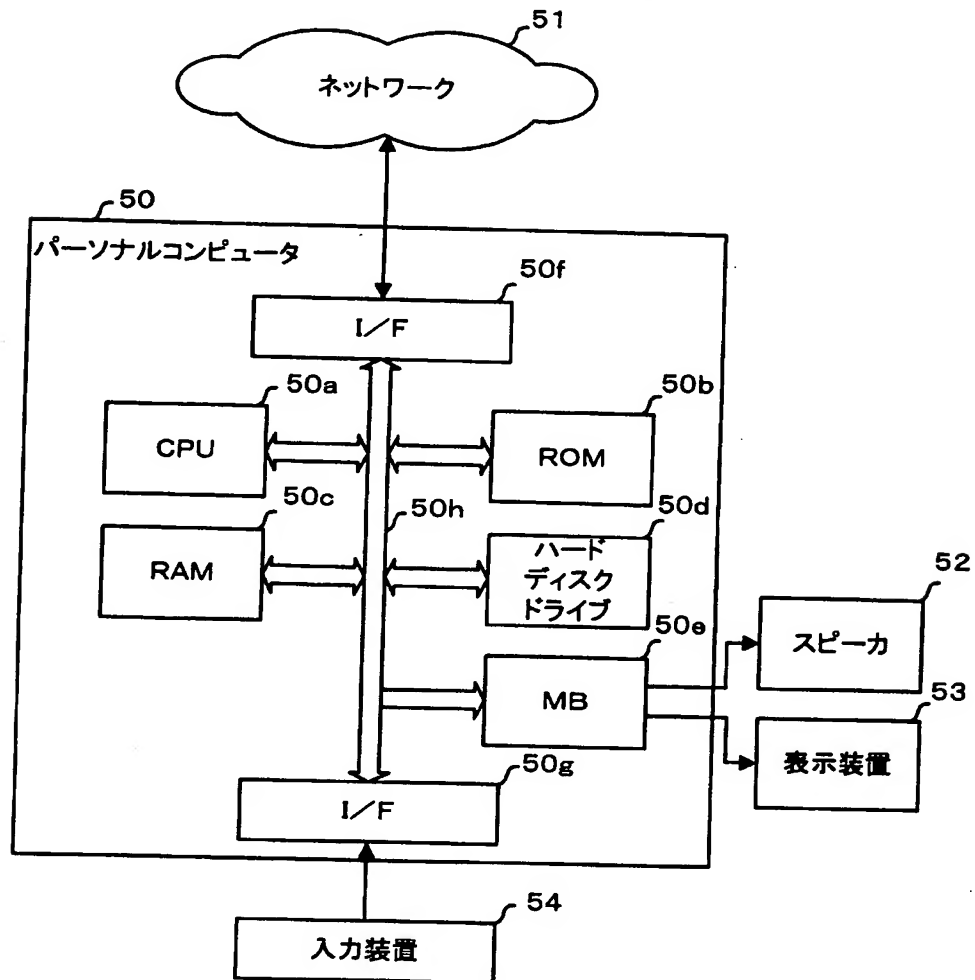 51
ネットワーク
50
パーソナルコンピュータ
50f
I／F
50a
CPU
50b
ROM
50c
RAM
50h
50d
ハード
ディスク
ドライブ
50e
MB
52
スピーカ
53
表示装置
50g
I／F
54
入力装置